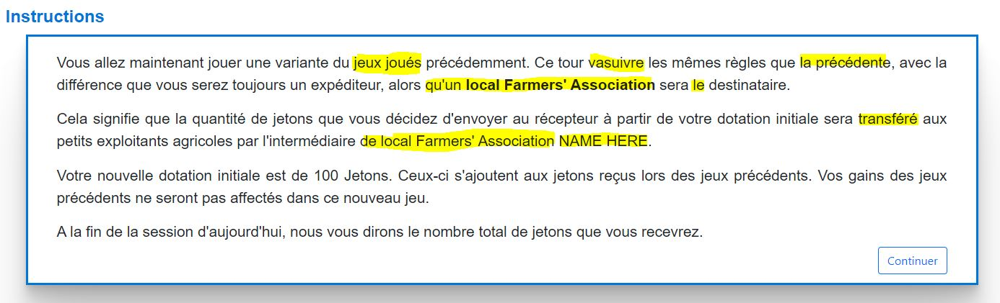 Instructions
Vous allez maintenant jouer une variante du jeux joués précédemment. Ce tour vasuivre les mêmes règles que la précédente, avec la
différence que vous serez toujours un expéditeur, alors qu'un local Farmers' Association sera le destinataire.
Cela signifie que la quantité de jetons que vous décidez d'envoyer au récepteur à partir de votre dotation initiale sera transféré aux
petits exploitants agricoles par l'intermédiaire de local Farmers' Association NAME HERE.
Votre nouvelle dotation initiale est de 100 Jetons. Ceux-ci s'ajoutent aux jetons reçus lors des jeux précédents. Vos gains des jeux
précédents ne seront pas affectés dans ce nouveau jeu.
A la fin de la session d'aujourd'hui, nous vous dirons le nombre total de jetons que vous recevrez.
Continuer